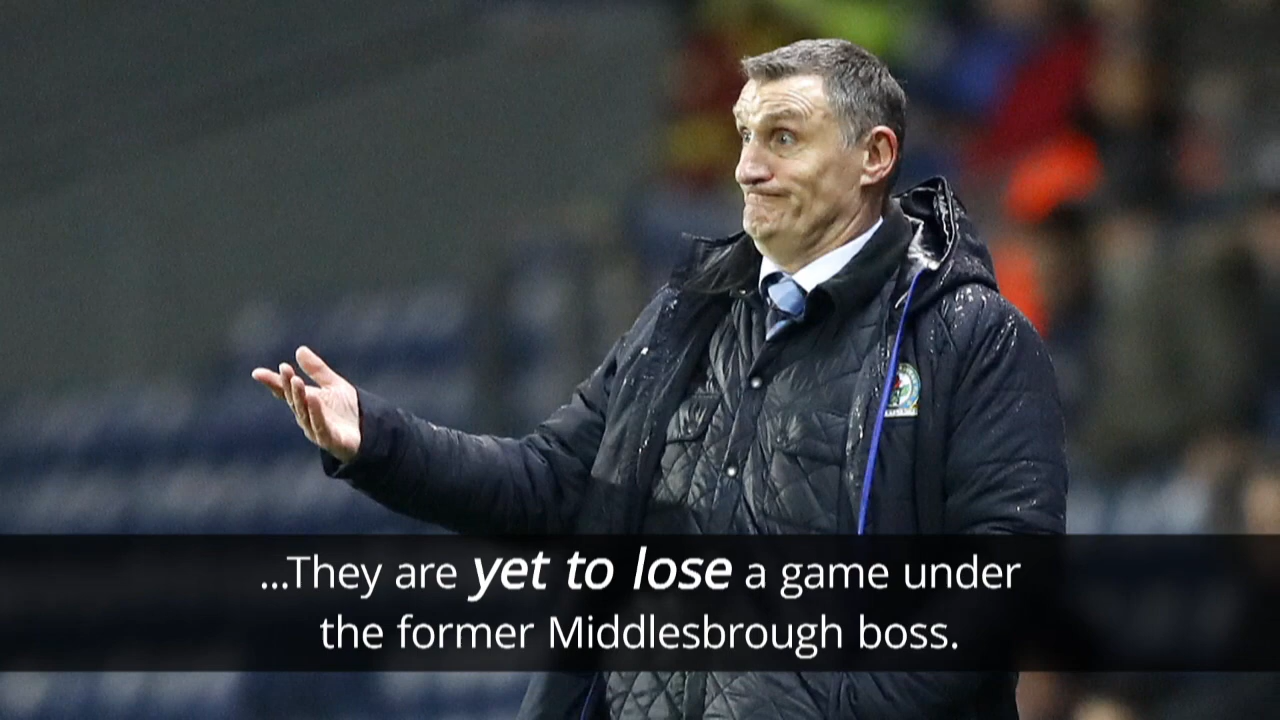 ...They are yet to lose a game under
the former Middlesbrough boss.